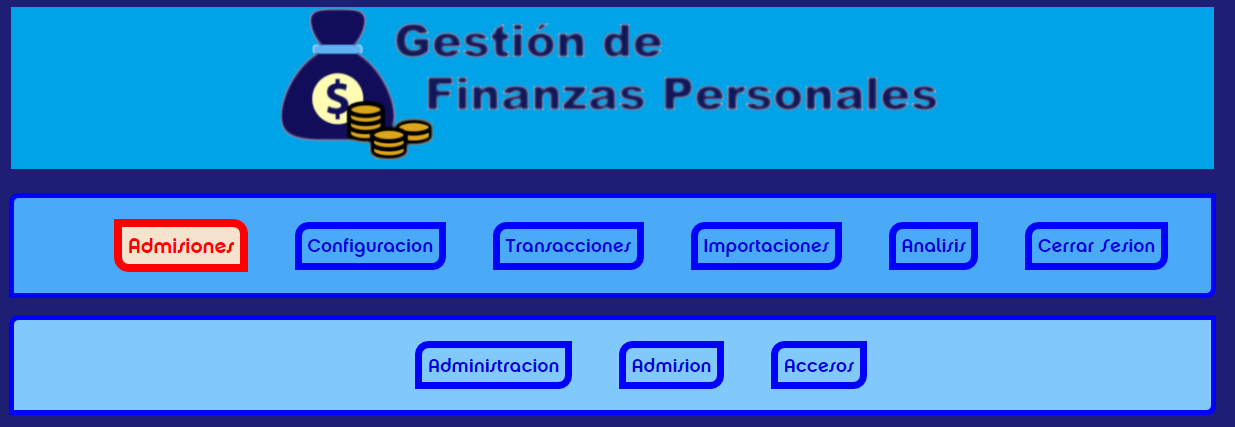 Gestión de
Finanzas Personales
$
Admisiones Configuracion Transacciones Importaciones Analisis Cerrar Sesion
Administracion Admision Accesos